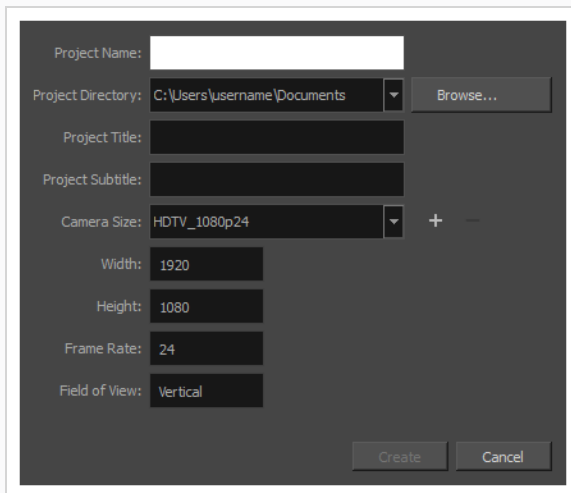 Project Name:
Project Directory: C:\Users\username\Documents Browse...
Project Title:
Project Subtitle:
Camera Size: HDTV_1080p24 + −
Width: 1920
Height: 1080
Frame Rate: 24
Field of View: Vertical
Create Cancel